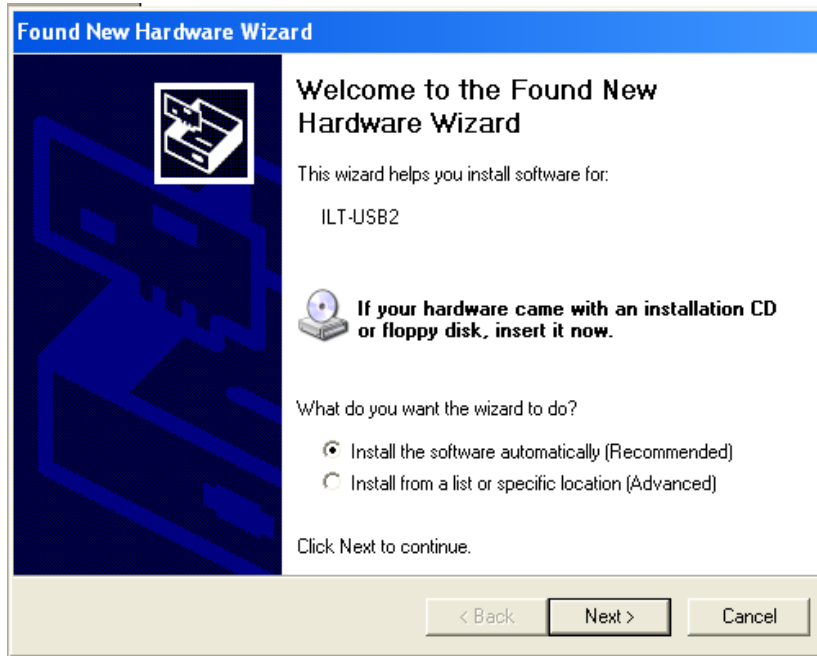 Found New Hardware Wizard
Welcome to the Found New
Hardware Wizard
This wizard helps you install software for:
ILT-USB2
If your hardware came with an installation CD
or floppy disk, insert it now.
What do you want the wizard to do?
Install the software automatically (Recommended)
Install from a list or specific location (Advanced)
Click Next to continue.
< Back Next > Cancel